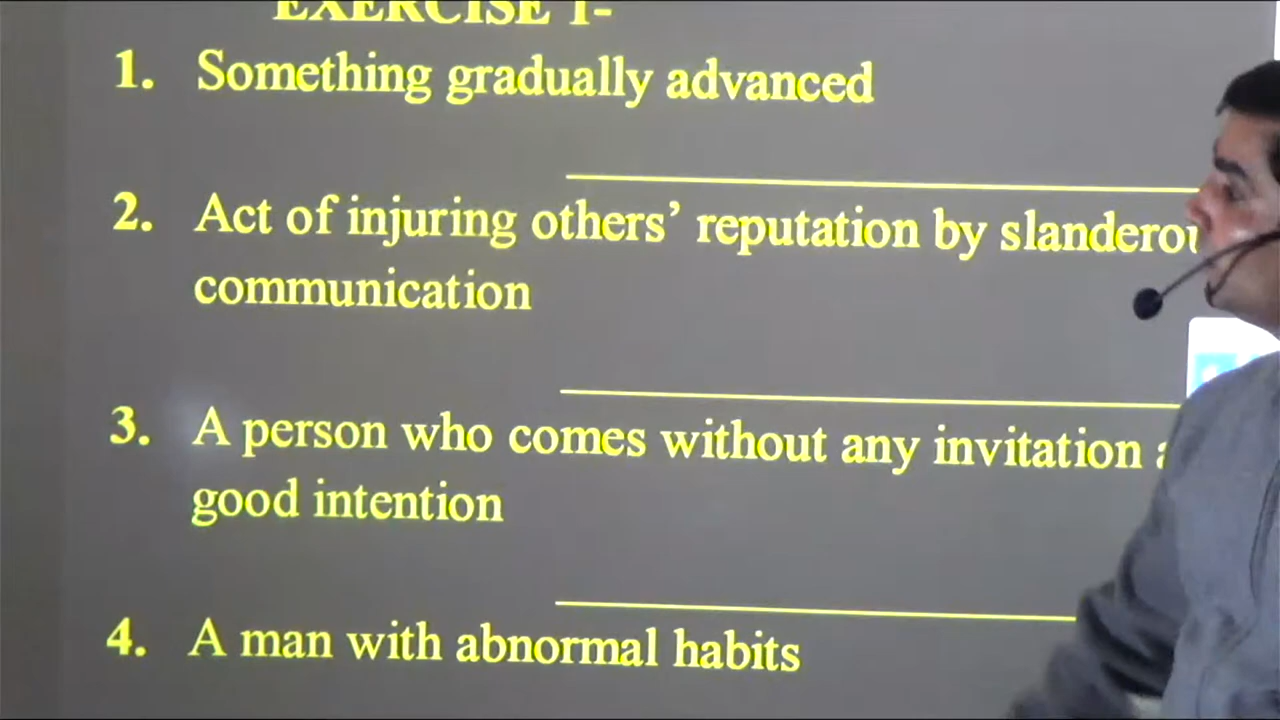 EXERCISE 1-
1. Something gradually advanced
2. Act of injuring others’ reputation by
communication
3. A person who comes without any invitation
good intention
4. A man with abnormal habits